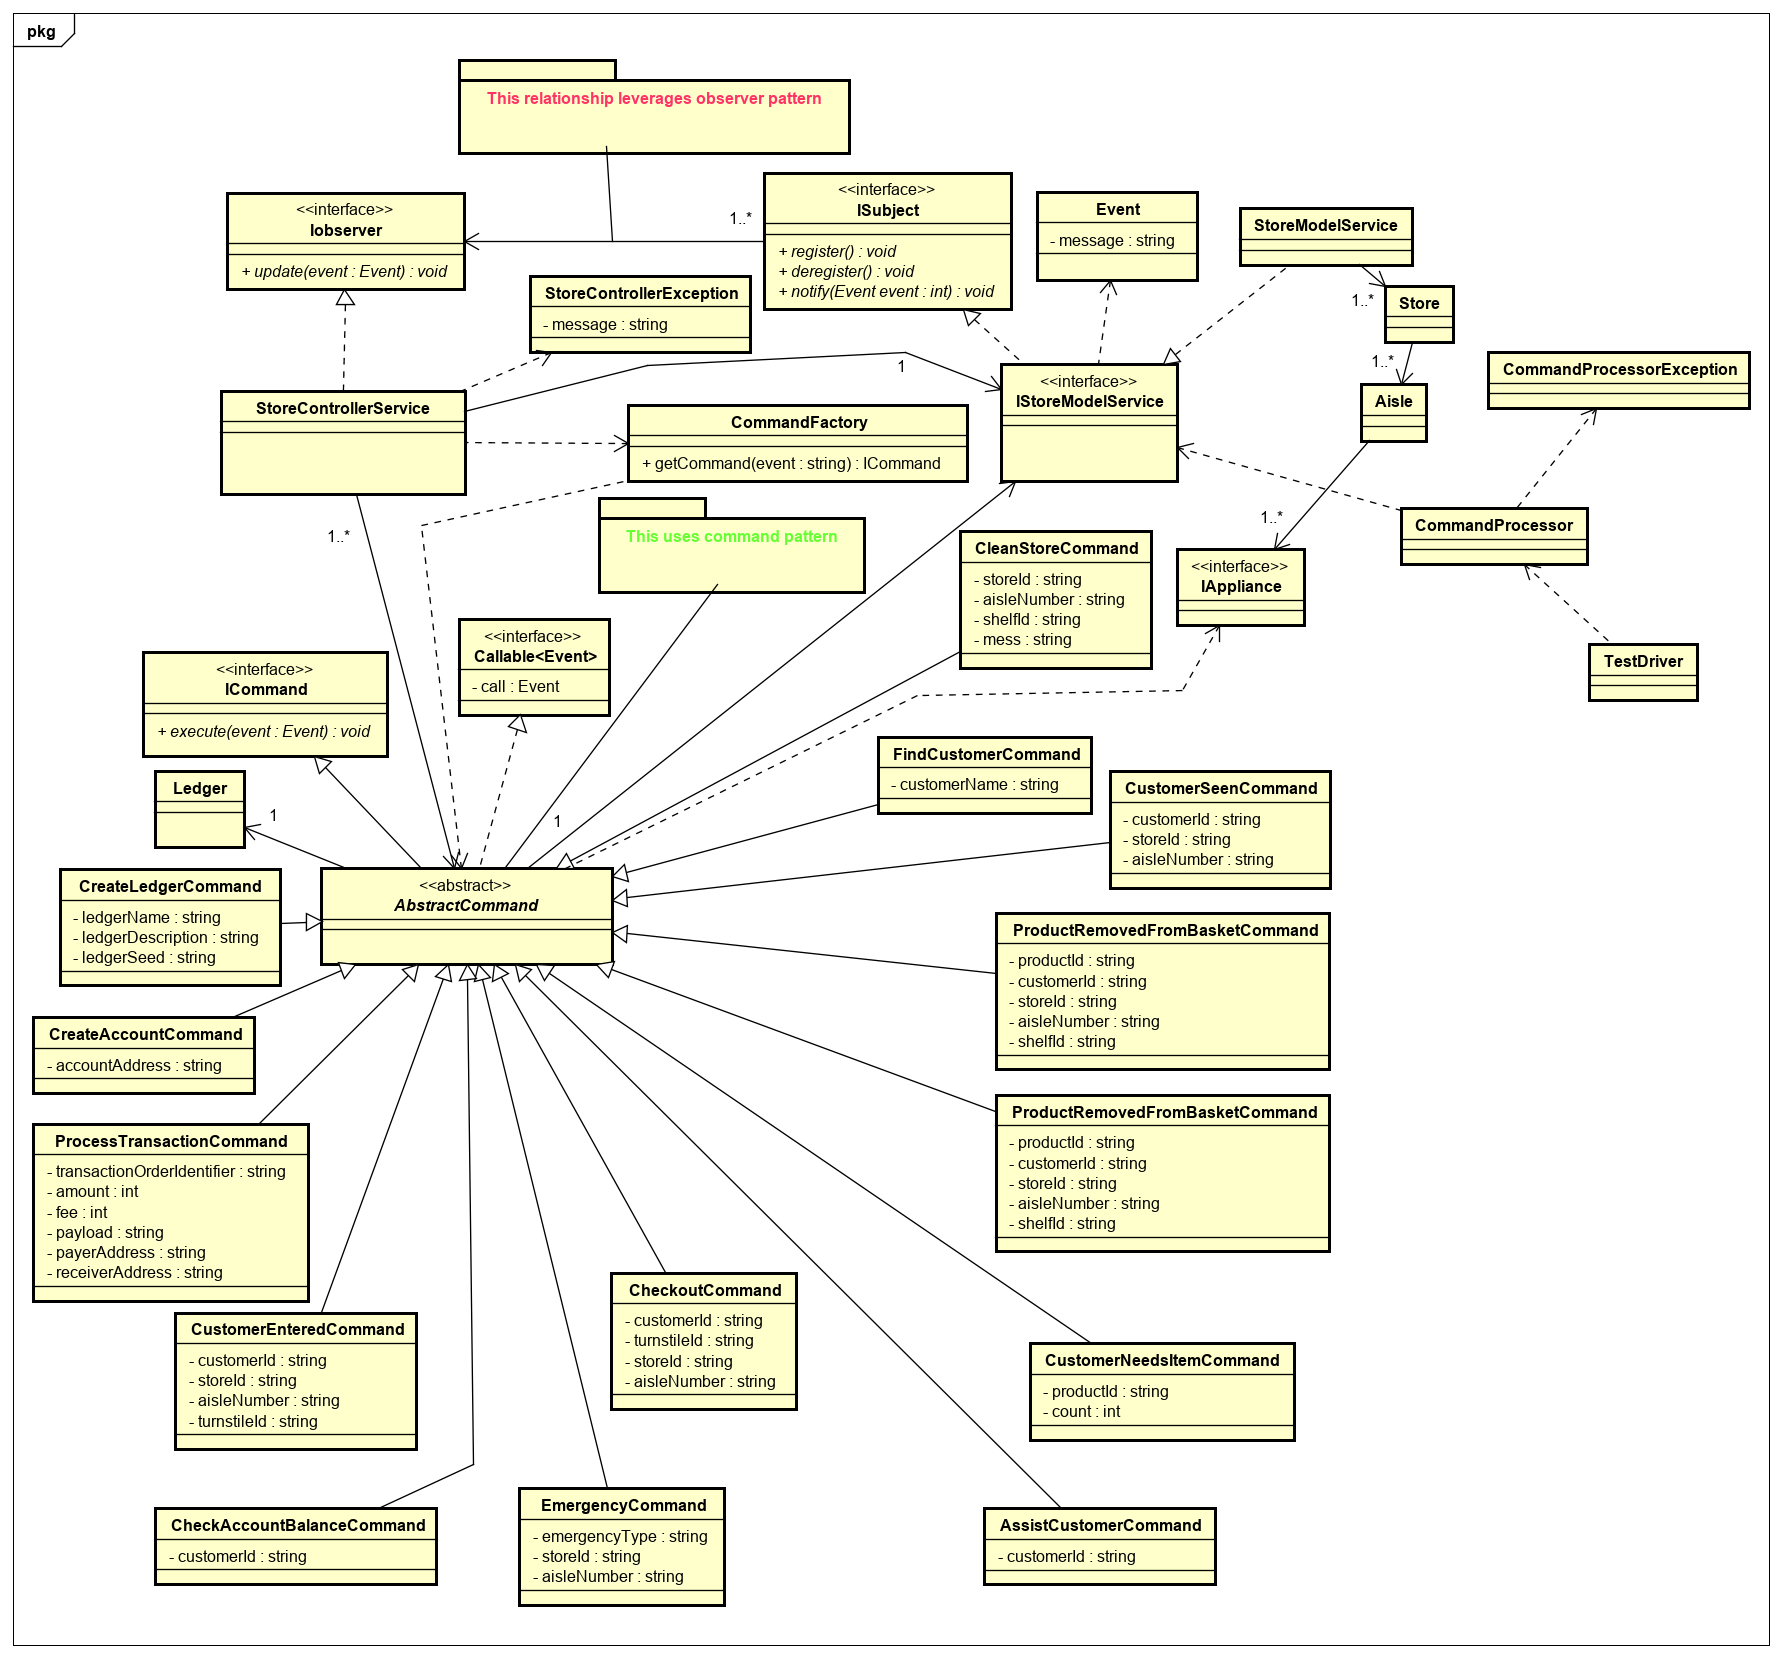 pkg
This relationship leverages observer pattern
<<interface>>
Iobserver
+ update(event : Event) : void
1..*
<<interface>>
ISubject
+ register() : void
+ deregister() : void
+ notify(Event event : int) : void
Event
- message : string
StoreModelService
1..*
Store
StoreControllerException
- message : string
1
1..*
StoreControllerService
<<interface>>
IStoreModelService
Aisle
CommandProcessorException
CommandFactory
+ getCommand(event : string) : ICommand
1..*
This uses command pattern
1..*
CommandProcessor
CleanStoreCommand
- storeId : string
- aisleNumber : string
- shelfId : string
- mess : string
<<interface>>
IAppliance
TestDriver
<<interface>>
Callable<Event>
- call : Event
<<interface>>
ICommand
+ execute(event : Event) : void
Ledger
1
1
FindCustomerCommand
- customerName : string
CustomerSeenCommand
- customerId : string
- storeId : string
- aisleNumber : string
CreateLedgerCommand
- ledgerName : string
- ledgerDescription : string
- ledgerSeed : string
<<abstract>>
AbstractCommand
ProductRemovedFromBasketCommand
- productId : string
- customerId : string
- storeId : string
- aisleNumber : string
- shelfId : string
CreateAccountCommand
- accountAddress : string
ProductRemovedFromBasketCommand
- productId : string
- customerId : string
- storeId : string
- aisleNumber : string
- shelfId : string
ProcessTransactionCommand
- transactionOrderIdentifier : string
- amount : int
- fee : int
- payload : string
- payerAddress : string
- receiverAddress : string
CheckoutCommand
- customerId : string
- turnstileId : string
- storeId : string
- aisleNumber : string
CustomerEnteredCommand
- customerId : string
- storeId : string
- aisleNumber : string
- turnstileId : string
CustomerNeedsItemCommand
- productId : string
- count : int
CheckAccountBalanceCommand
- customerId : string
EmergencyCommand
- emergencyType : string
- storeId : string
- aisleNumber : string
AssistCustomerCommand
- customerId : string